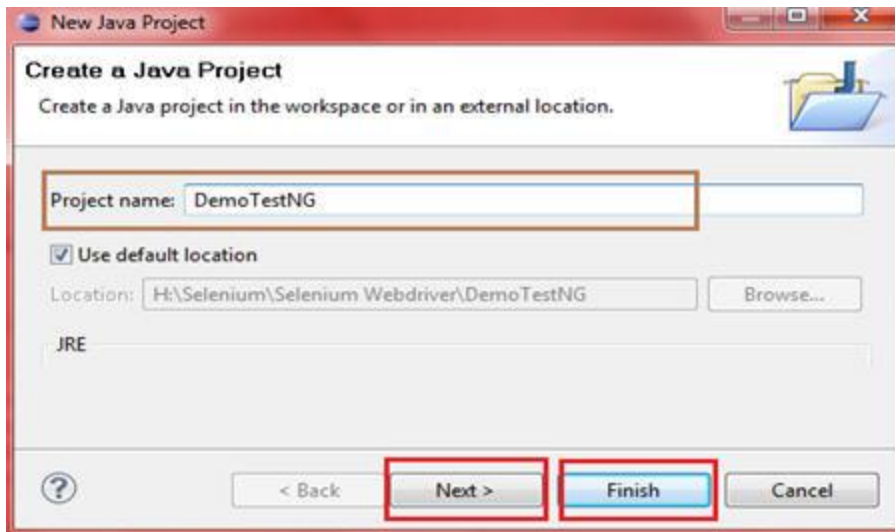 New Java Project
Create a Java Project
Create a Java project in the workspace or in an external location.
Project name: DemoTestNG
Use default location
Location: H:\Selenium\Selenium Webdriver\DemoTestNG Browse...
JRE
? < Back Next > Finish Cancel